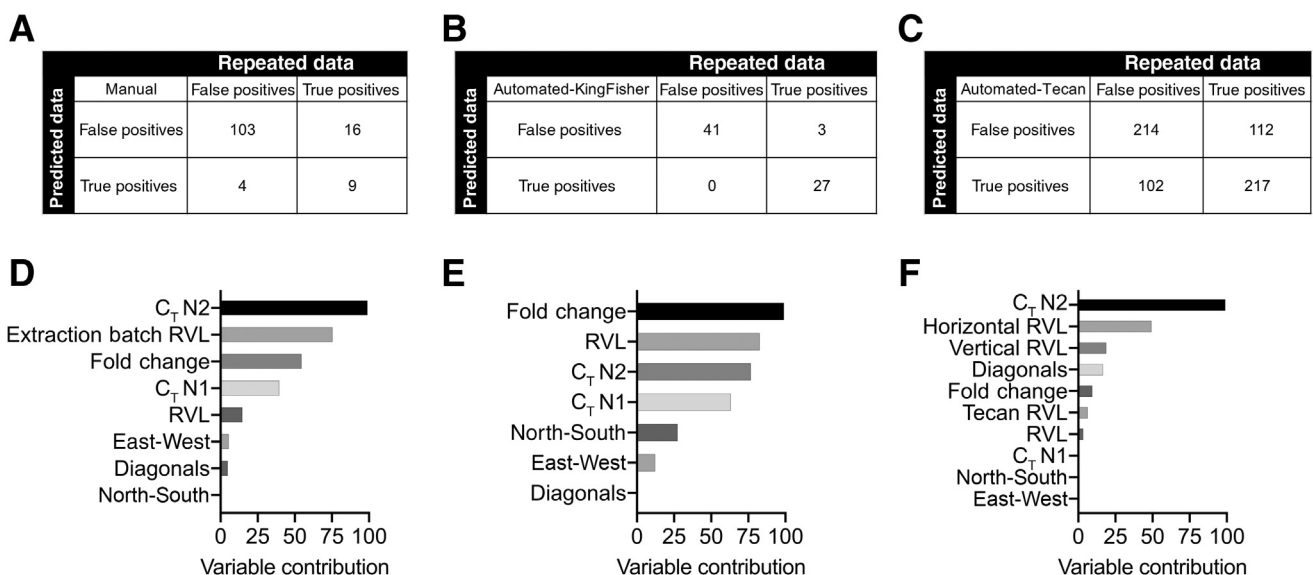 A
Repeated data
Predicted data
Manual False positives True positives
False positives 103 16
True positives 4 9
B
Repeated data
Predicted data
Automated-KingFisher False positives True positives
False positives 41 3
True positives 0 27
C
Repeated data
Predicted data
Automated-Tecan False positives True positives
False positives 214 112
True positives 102 217
D
CT N2
Extraction batch RVL
Fold change
CT N1
RVL
East-West
Diagonals
North-South
0 25 50 75 100
Variable contribution
E
Fold change
RVL
CT N2
CT N1
North-South
East-West
Diagonals
0 25 50 75 100
Variable contribution
F
CT N2
Horizontal RVL
Vertical RVL
Diagonals
Fold change
Tecan RVL
RVL
CT N1
North-South
East-West
0 25 50 75 100
Variable contribution